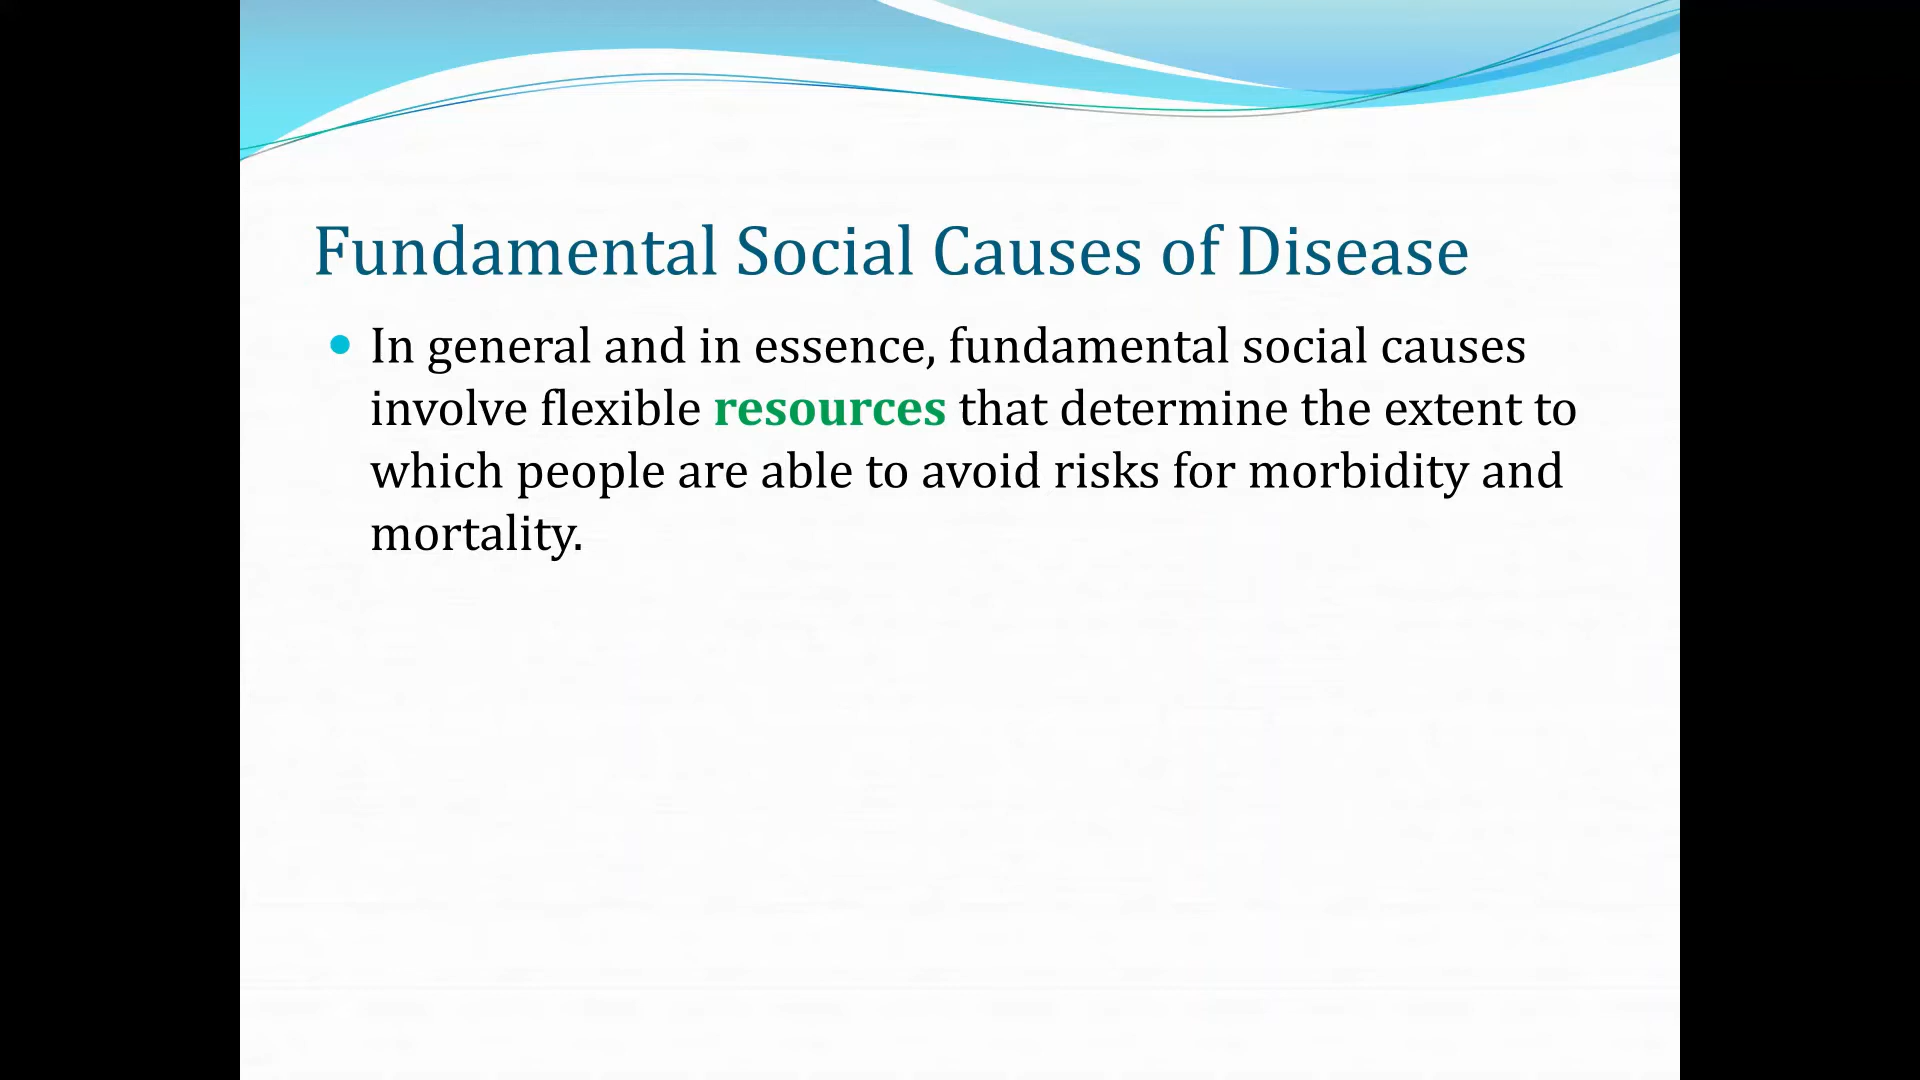 Fundamental Social Causes of Disease
In general and in essence, fundamental social causes
involve flexible resources that determine the extent to
which people are able to avoid risks for morbidity and
mortality.